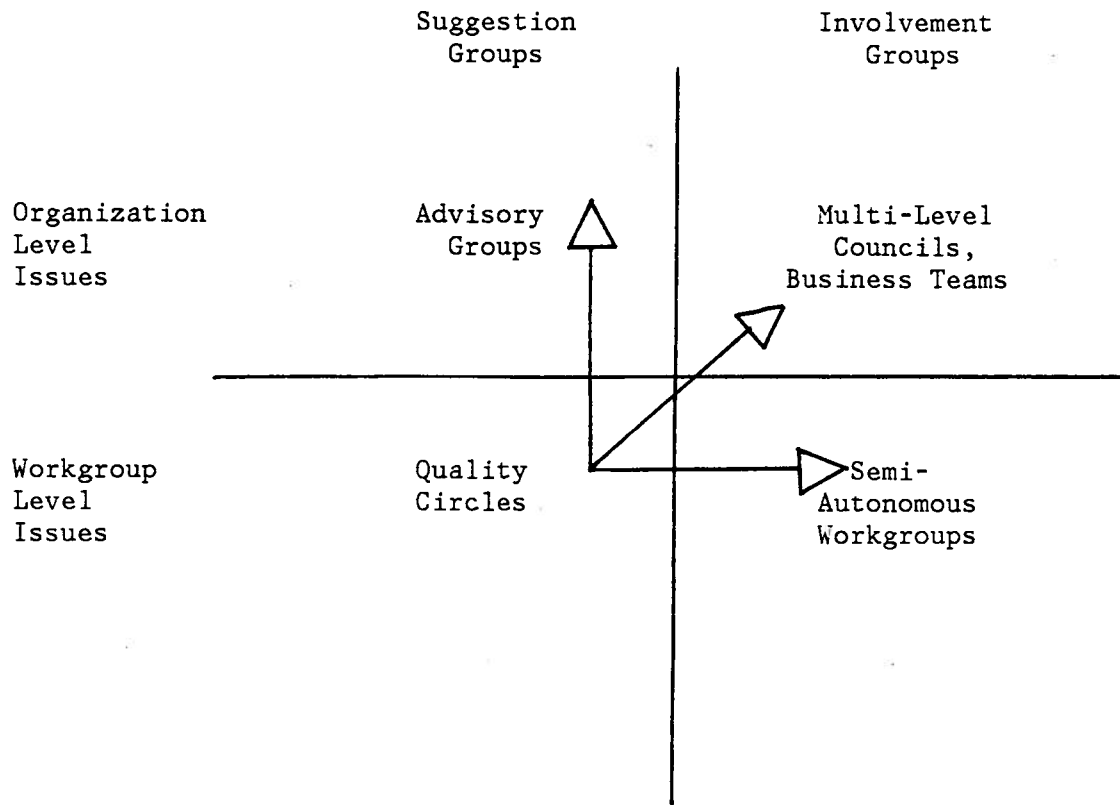 Suggestion
Groups
Involvement
Groups
Organization
Level
Issues
Advisory
Groups
Multi-Level
Councils,
Business Teams
Workgroup
Level
Issues
Quality
Circles
Semi-
Autonomous
Workgroups